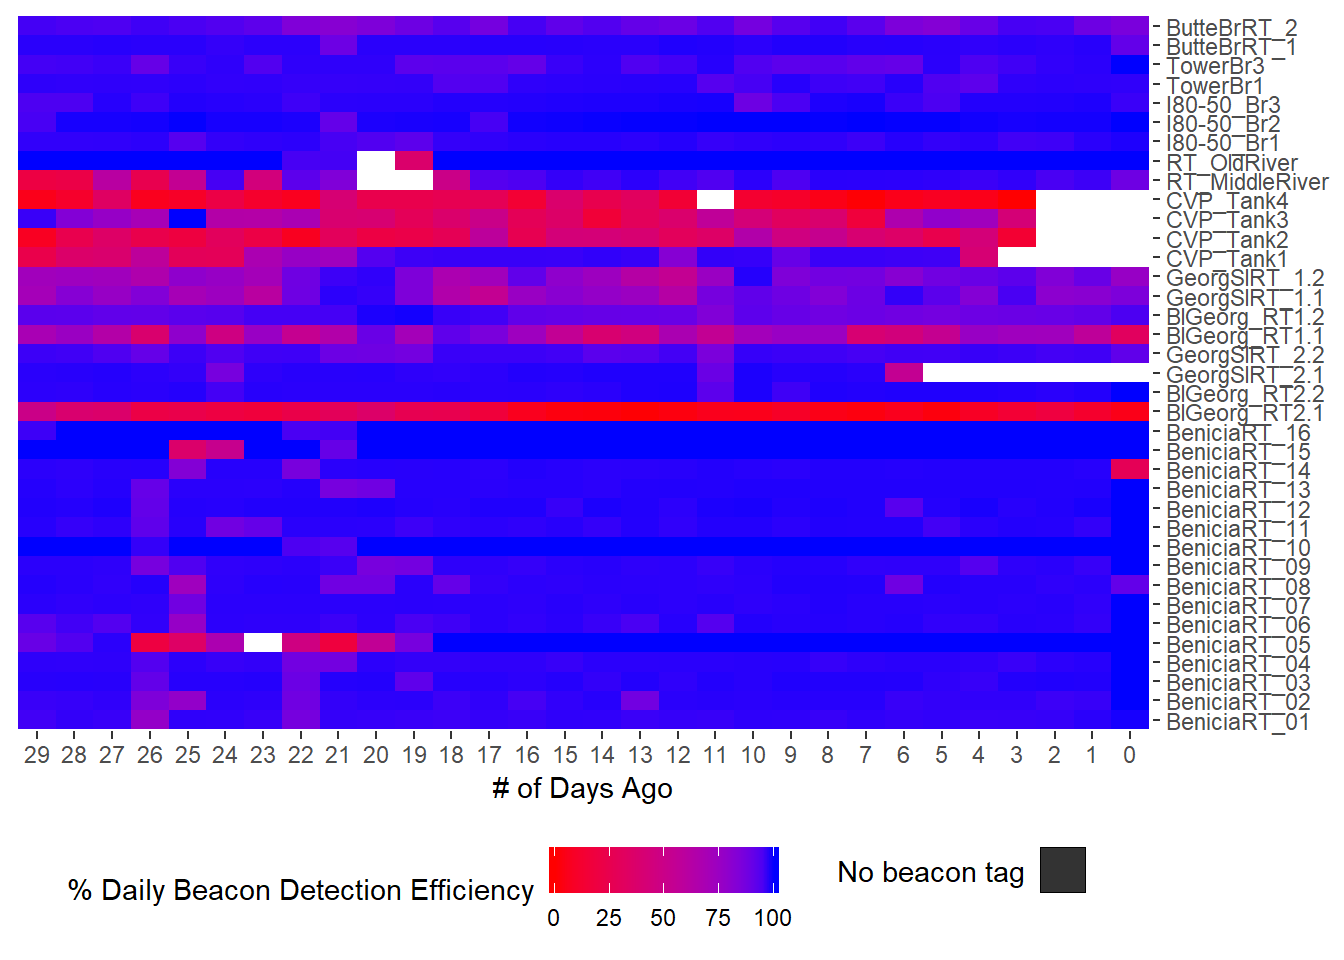 ButteBrRT_2
ButteBrRT_1
TowerBr3
TowerBr1
I80-50_Br3
I80-50_Br2
I80-50_Br1
RT_OldRiver
RT_MiddleRiver
CVP_Tank4
CVP_Tank3
CVP_Tank2
CVP_Tank1
GeorgSlRT_1.2
GeorgSlRT_1.1
BlGeorg_RT1.2
BlGeorg_RT1.1
GeorgSlRT_2.2
GeorgSlRT_2.1
BlGeorg_RT2.2
BlGeorg_RT2.1
BeniciaRT_16
BeniciaRT_15
BeniciaRT_14
BeniciaRT_13
BeniciaRT_12
BeniciaRT_11
BeniciaRT_10
BeniciaRT_09
BeniciaRT_08
BeniciaRT_07
BeniciaRT_06
BeniciaRT_05
BeniciaRT_04
BeniciaRT_03
BeniciaRT_02
BeniciaRT_01
29 28 27 26 25 24 23 22 21 20 19 18 17 16 15 14 13 12 11 10 9 8 7 6 5 4 3 2 1 0
# of Days Ago
% Daily Beacon Detection Efficiency
0 25 50 75 100
No beacon tag